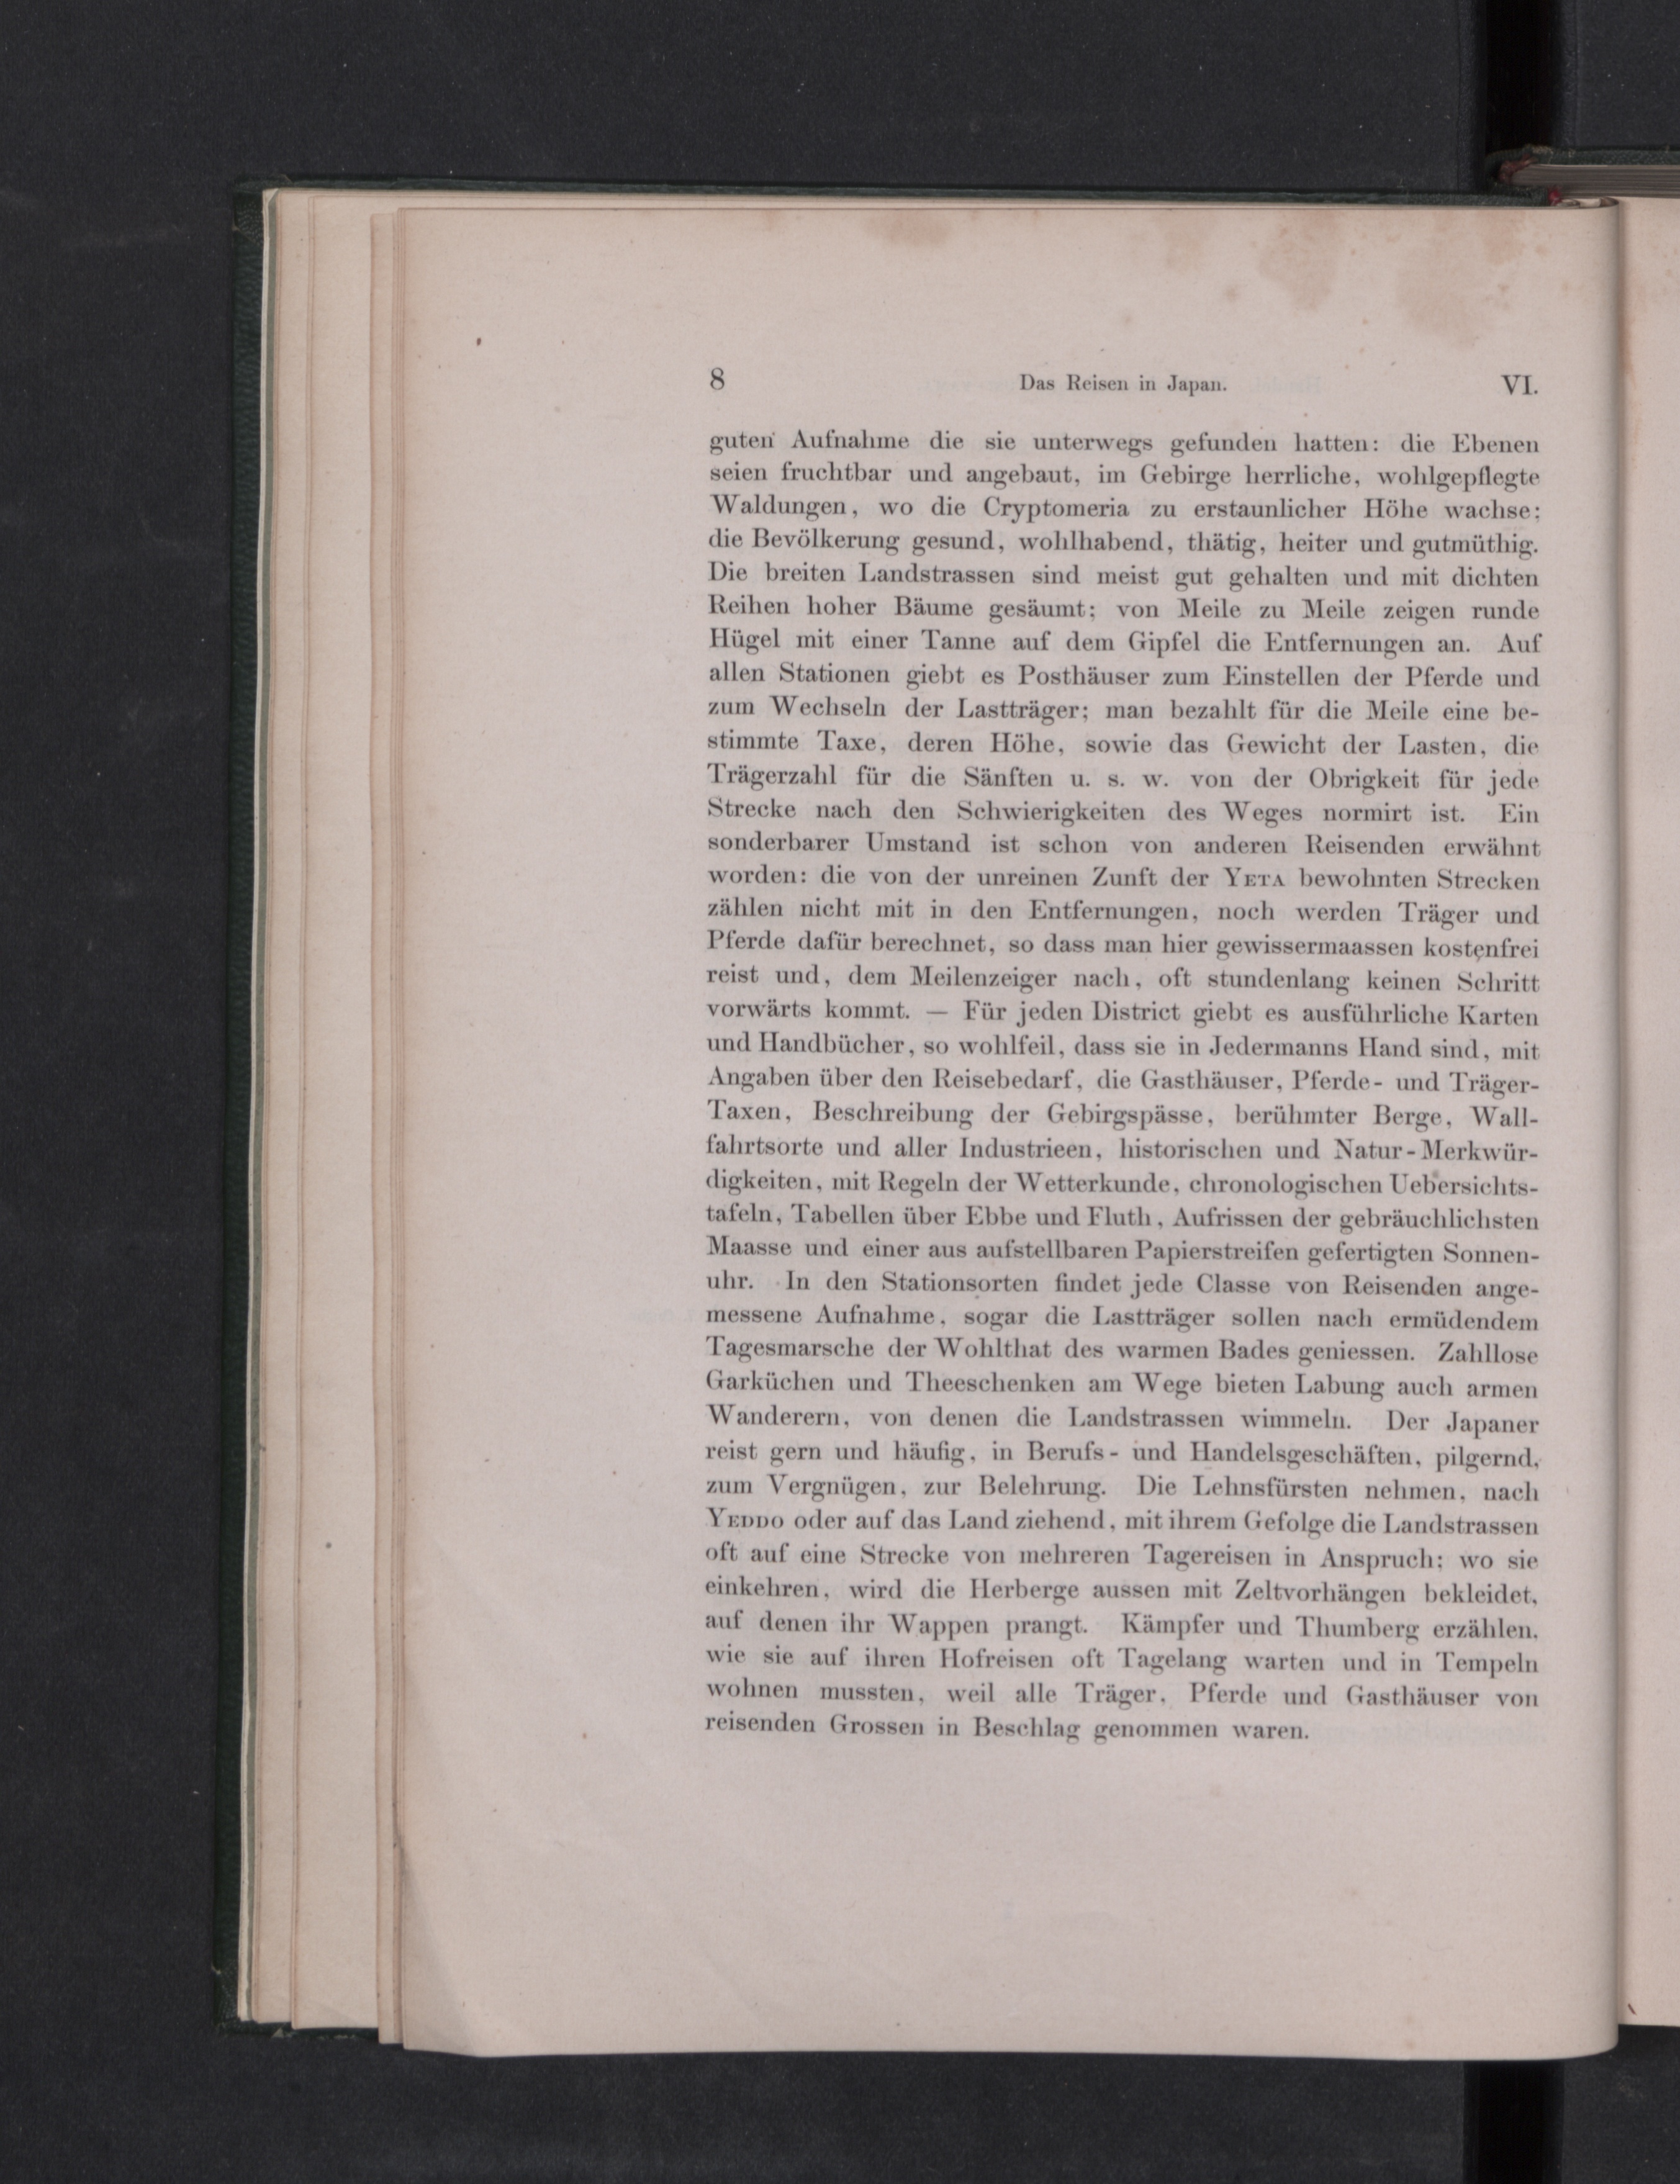 8 Das Reisen in Japan. VI.
guten Aufnahme die sie unterwegs gefunden hatten: die Ebenen
seien fruchtbar und angebaut, im Gebirge herrliche, wohlgepflegte
Waldungen, wo die Cryptomeria zu erstaunlicher Höhe wachse;
die Bevölkerung gesund, wohlhabend, thätig, heiter und gutmüthig.
Die breiten Landstrassen sind meist gut gehalten und mit dichten
Reihen hoher Bäume gesäumt; von Meile zu Meile zeigen runde
Hügel mit einer Tanne auf dem Gipfel die Entfernungen an. Auf
allen Stationen giebt es Posthäuser zum Einstellen der Pferde und
zum Wechseln der Lastträger; man bezahlt für die Meile eine be-
stimmte Taxe, deren Höhe, sowie das Gewicht der Lasten, die
Trägerzahl für die Sänften u. s. w. von der Obrigkeit für jede
Strecke nach den Schwierigkeiten des Weges normirt ist. Ein
sonderbarer Umstand ist schon von anderen Reisenden erwähnt
worden: die von der unreinen Zunft der YETA bewohnten Strecken
zählen nicht mit in den Entfernungen, noch werden Träger und
Pferde dafür berechnet, so dass man hier gewissermaassen kostenfrei
reist und, dem Meilenzeiger nach, oft stundenlang keinen Schritt
vorwärts kommt. — Für jeden District giebt es ausführliche Karten
und Handbücher, so wohlfeil, dass sie in Jedermanns Hand sind, mit
Angaben über den Reisebedarf, die Gasthäuser, Pferde- und Träger-
Taxen, Beschreibung der Gebirgspässe, berühmter Berge, Wall-
fahrtsorte und aller Industrieen, historischen und Natur-Merkwür-
digkeiten, mit Regeln der Wetterkunde, chronologischen Uebersichts-
tafeln, Tabellen über Ebbe und Fluth, Aufrissen der gebräuchlichsten
Maasse und einer aus aufstellbaren Papierstreifen gefertigten Sonnen-
uhr. In den Stationsorten findet jede Classe von Reisenden ange-
messene Aufnahme, sogar die Lastträger sollen nach ermüdendem
Tagesmarsche der Wohlthat des warmen Bades geniessen. Zahllose
Garküchen und Theeschenken am Wege bieten Labung auch armen
Wanderern, von denen die Landstrassen wimmeln. Der Japaner
reist gern und häufig, in Berufs- und Handelsgeschäften, pilgernd,
zum Vergnügen, zur Belehrung. Die Lehnsfürsten nehmen, nach
YEDDO oder auf das Land ziehend, mit ihrem Gefolge die Landstrassen
oft auf eine Strecke von mehreren Tagereisen in Anspruch; wo sie
einkehren, wird die Herberge aussen mit Zeltvorhängen bekleidet,
auf denen ihr Wappen prangt. Kämpfer und Thumberg erzählen,
wie sie auf ihren Hofreisen oft Tagelang warten und in Tempeln
wohnen mussten, weil alle Träger, Pferde und Gasthäuser von
reisenden Grossen in Beschlag genommen waren.